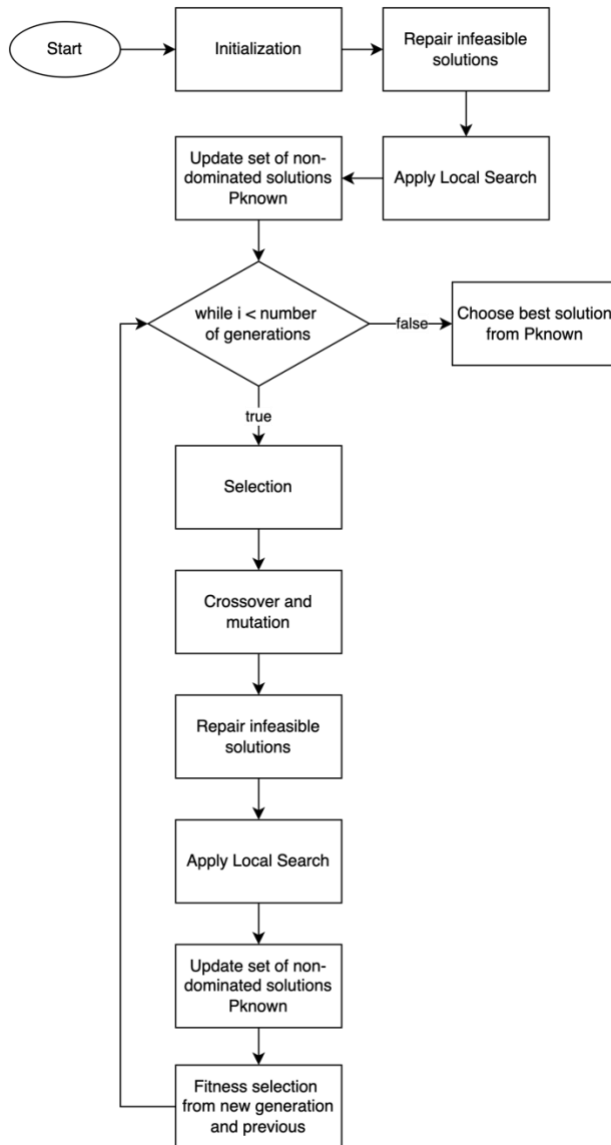 Start
Initialization
Repair infeasible
solutions
Update set of non-
dominated solutions
Pknown
Apply Local Search
while i < number
of generations
false
Choose best solution
from Pknown
true
Selection
Crossover and
mutation
Repair infeasible
solutions
Apply Local Search
Update set of non-
dominated solutions
Pknown
Fitness selection
from new generation
and previous